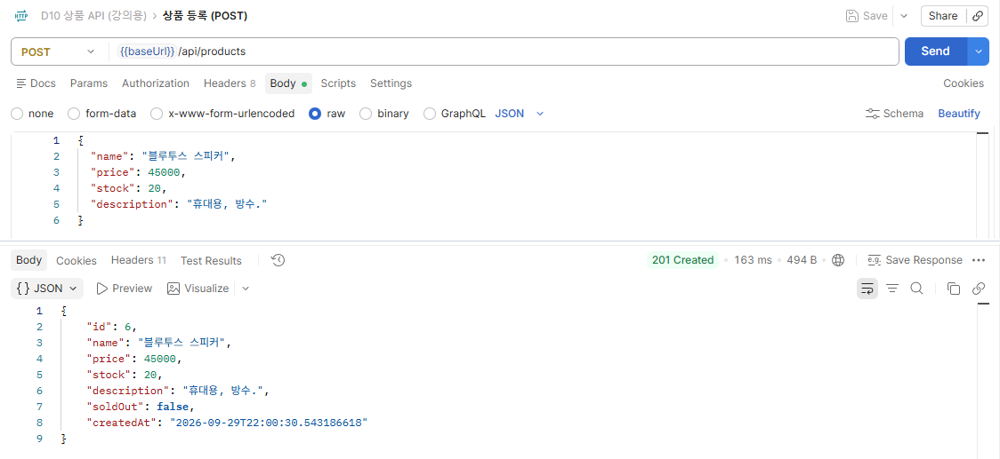 HTTP D10 상품 API (강의용) > 상품 등록 (POST) Save Share
POST {{baseUrl}} /api/products Send
Docs Params Authorization Headers 8 Body Scripts Settings Cookies
none form-data x-www-form-urlencoded raw binary GraphQL JSON Schema Beautify
1 {
2 "name": "블루투스 스피커",
3 "price": 45000,
4 "stock": 20,
5 "description": "휴대용, 방수."
6 }
Body Cookies Headers 11 Test Results 201 Created • 163 ms • 494 B • e.g. Save Response
{} JSON Preview Visualize
1 {
2 "id": 6,
3 "name": "블루투스 스피커",
4 "price": 45000,
5 "stock": 20,
6 "description": "휴대용, 방수.",
7 "soldOut": false,
8 "createdAt": "2026-09-29T22:00:30.543186618"
9 }